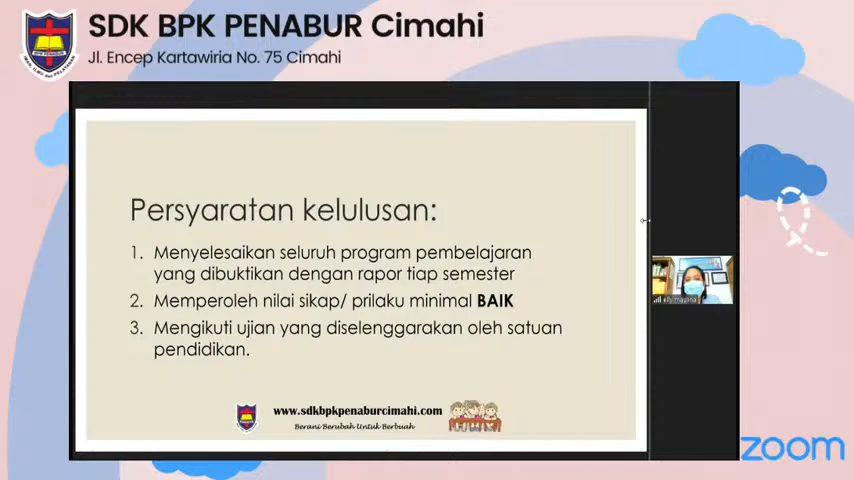 SDK BPK PENABUR Cimahi
Jl. Encep Kartawiria No. 75 Cimahi
Persyaratan kelulusan:
1. Menyelesaikan seluruh program pembelajaran
yang dibuktikan dengan rapor tiap semester
2. Memperoleh nilai sikap/ prilaku minimal BAIK
3. Mengikuti ujian yang diselenggarakan oleh satuan
pendidikan.
www.sdkbpkpenaburcimahi.com
Berani Berubah Untuk Berbuah
zoom